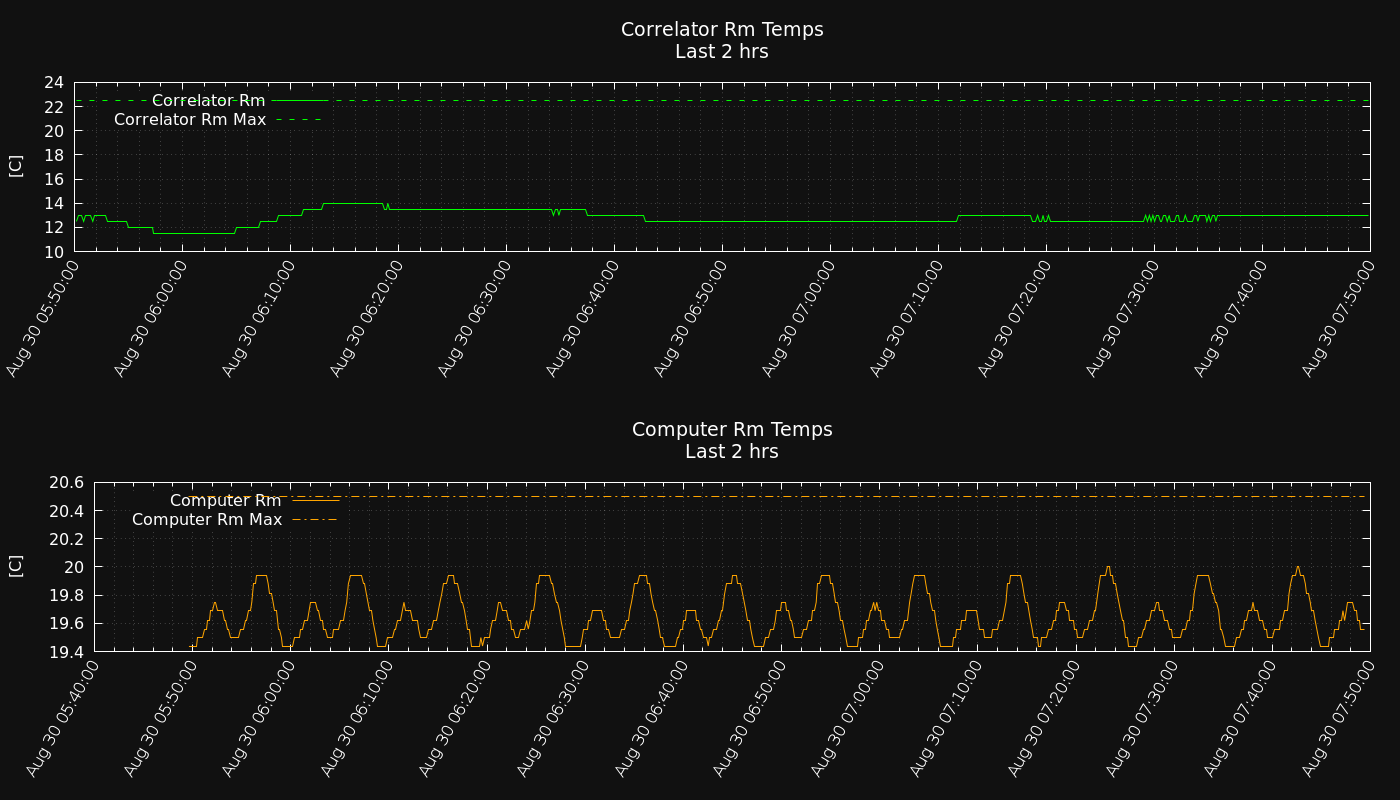 Correlator Rm Temps
Last 2 hrs
24
22
20
18
16
14
12
10
[C]
Correlator Rm
Correlator Rm Max
Aug 30 05:50:00
Aug 30 06:00:00
Aug 30 06:10:00
Aug 30 06:20:00
Aug 30 06:30:00
Aug 30 06:40:00
Aug 30 06:50:00
Aug 30 07:00:00
Aug 30 07:10:00
Aug 30 07:20:00
Aug 30 07:30:00
Aug 30 07:40:00
Aug 30 07:50:00
Computer Rm Temps
Last 2 hrs
20.6
20.4
20.2
20
19.8
19.6
19.4
[C]
Computer Rm
Computer Rm Max
Aug 30 05:40:00
Aug 30 05:50:00
Aug 30 06:00:00
Aug 30 06:10:00
Aug 30 06:20:00
Aug 30 06:30:00
Aug 30 06:40:00
Aug 30 06:50:00
Aug 30 07:00:00
Aug 30 07:10:00
Aug 30 07:20:00
Aug 30 07:30:00
Aug 30 07:40:00
Aug 30 07:50:00